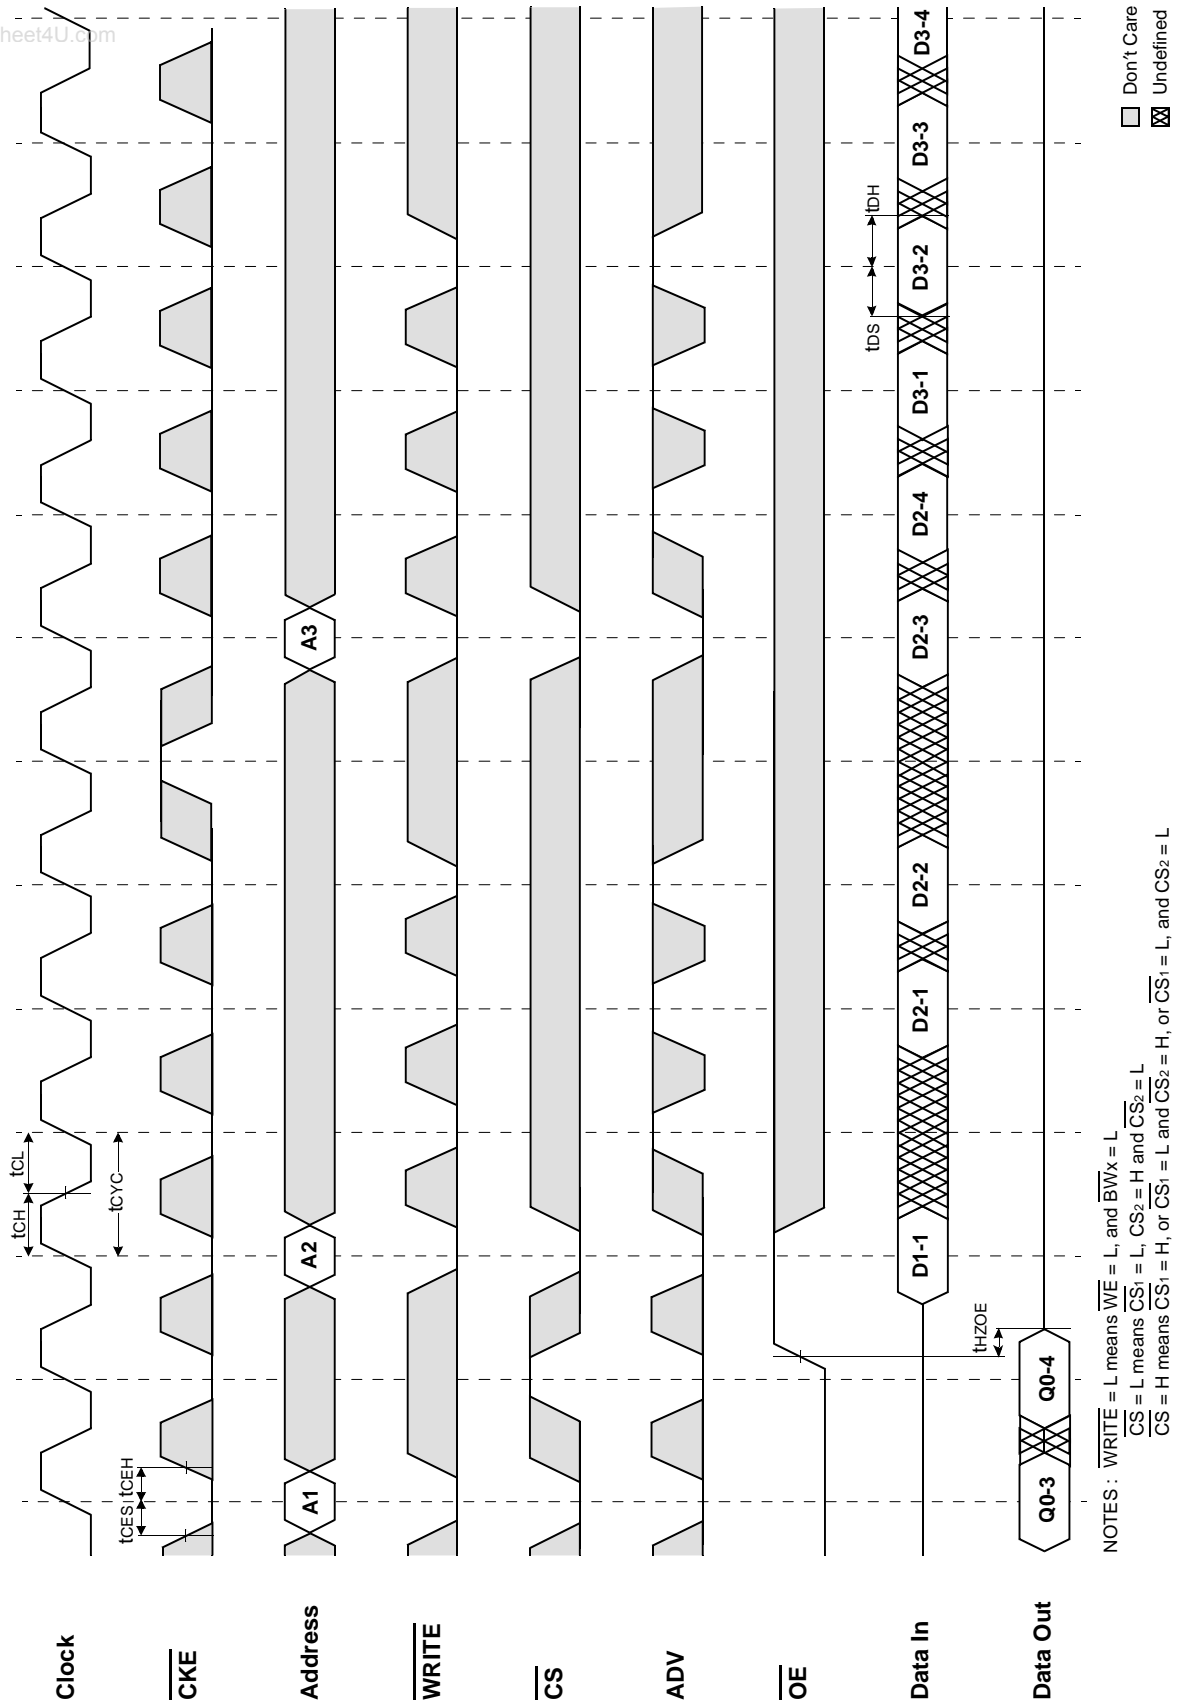 heet4U.com
Clock
CKE
Address
WRITE
CS
ADV
OE
Data In
Data Out
tCH
tCL
tCYC
tCES
tCEH
A1
A2
A3
D1-1
D2-1
D2-2
D2-3
D2-4
D3-1
D3-2
D3-3
D3-4
tDS
tDH
tHZOE
Q0-3
Q0-4
Don′t Care
Undefined
NOTES : WRITE = L means WE = L, and BWx = L
CS = L means CS1 = L, CS2 = H and CS2 = L
CS = H means CS1 = H, or CS1 = L and CS2 = H, or CS1 = L, and CS2 = L